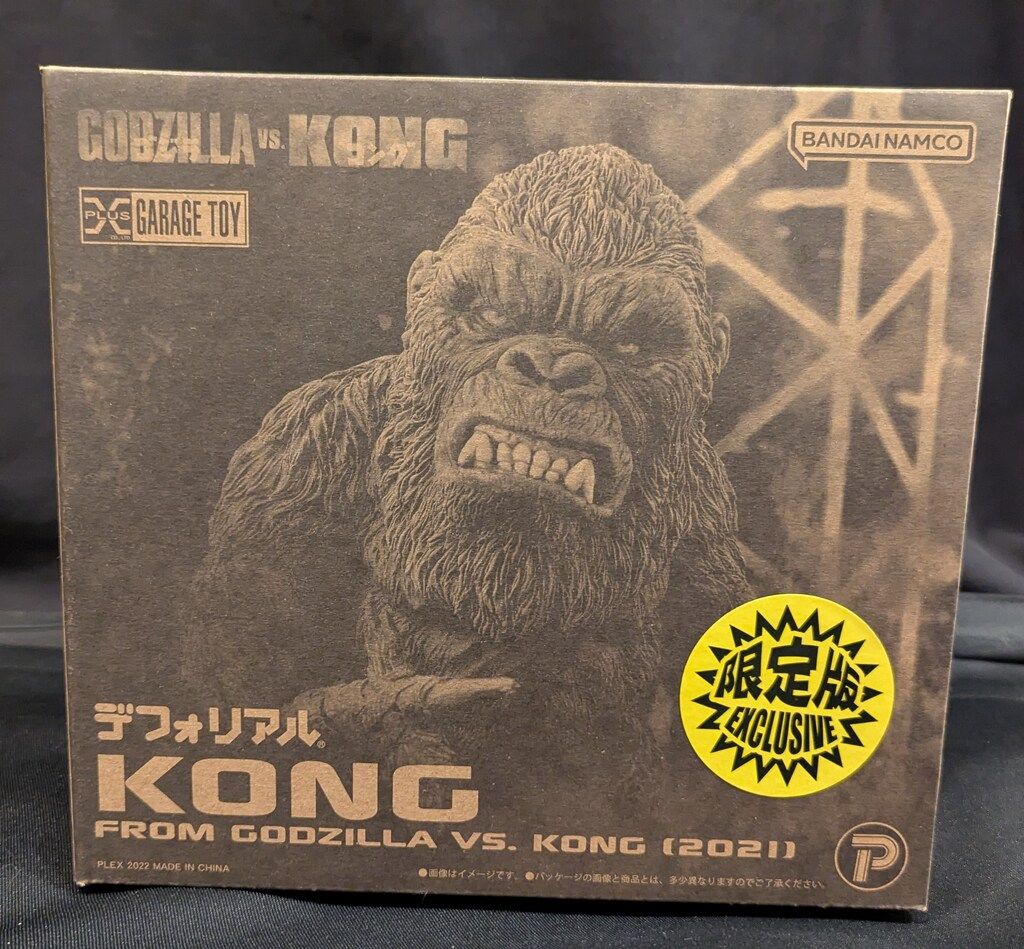 GODZILLA VS. KONG
BANDAI NAMCO
X PLUS CO.,LTD GARAGE TOY
限定版
EXCLUSIVE
デフォリアル®
KONG
FROM GODZILLA VS. KONG (2021)
PLEX 2022 MADE IN CHINA
●画像はイメージです。 ●パッケージの画像と商品とは、多少異なりますのでご了承ください。
P